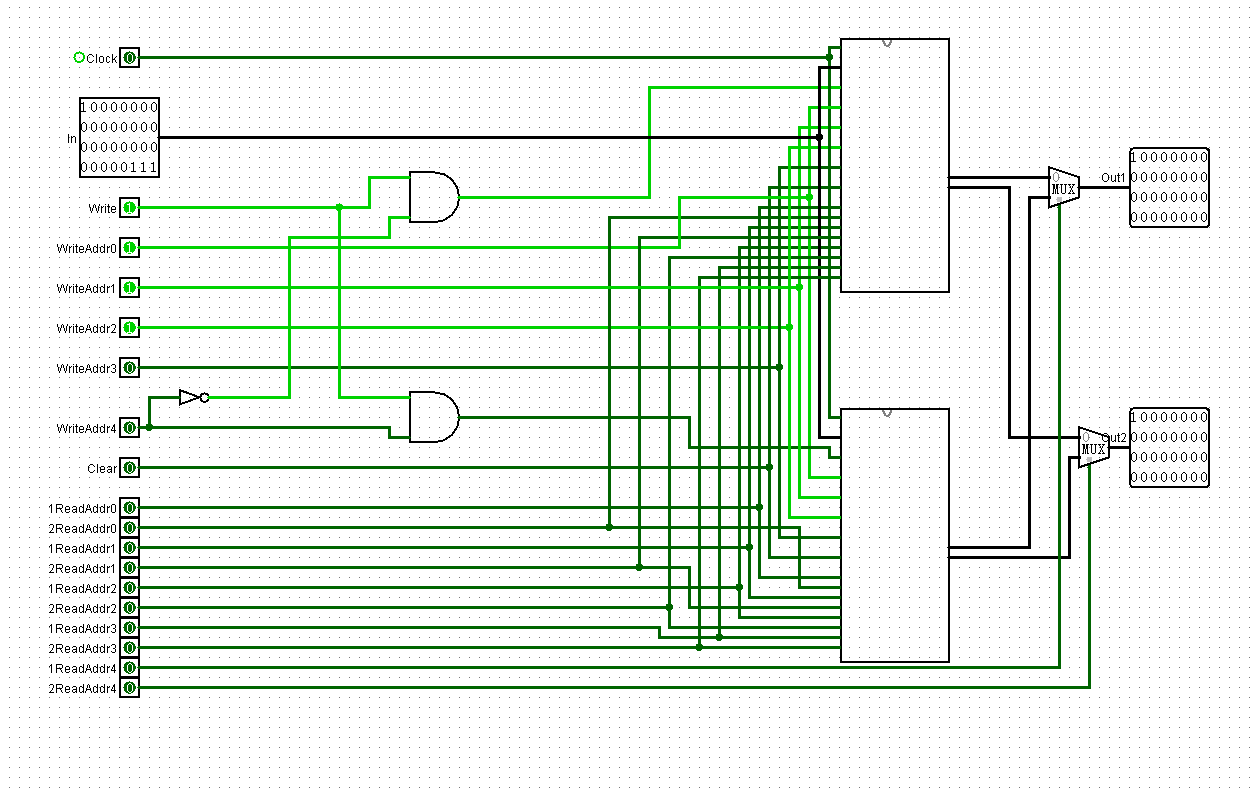 Clock 0
In
10000000
00000000
00000000
00000111
Write 1
WriteAddr0 1
WriteAddr1 1
WriteAddr2 1
WriteAddr3 0
WriteAddr4 0
Clear 0
1ReadAddr0 0
2ReadAddr0 0
1ReadAddr1 0
2ReadAddr1 0
1ReadAddr2 0
2ReadAddr2 0
1ReadAddr3 0
2ReadAddr3 0
1ReadAddr4 0
2ReadAddr4 0
0
MUX
Out1
10000000
00000000
00000000
00000000
0
MUX
Out2
10000000
00000000
00000000
00000000